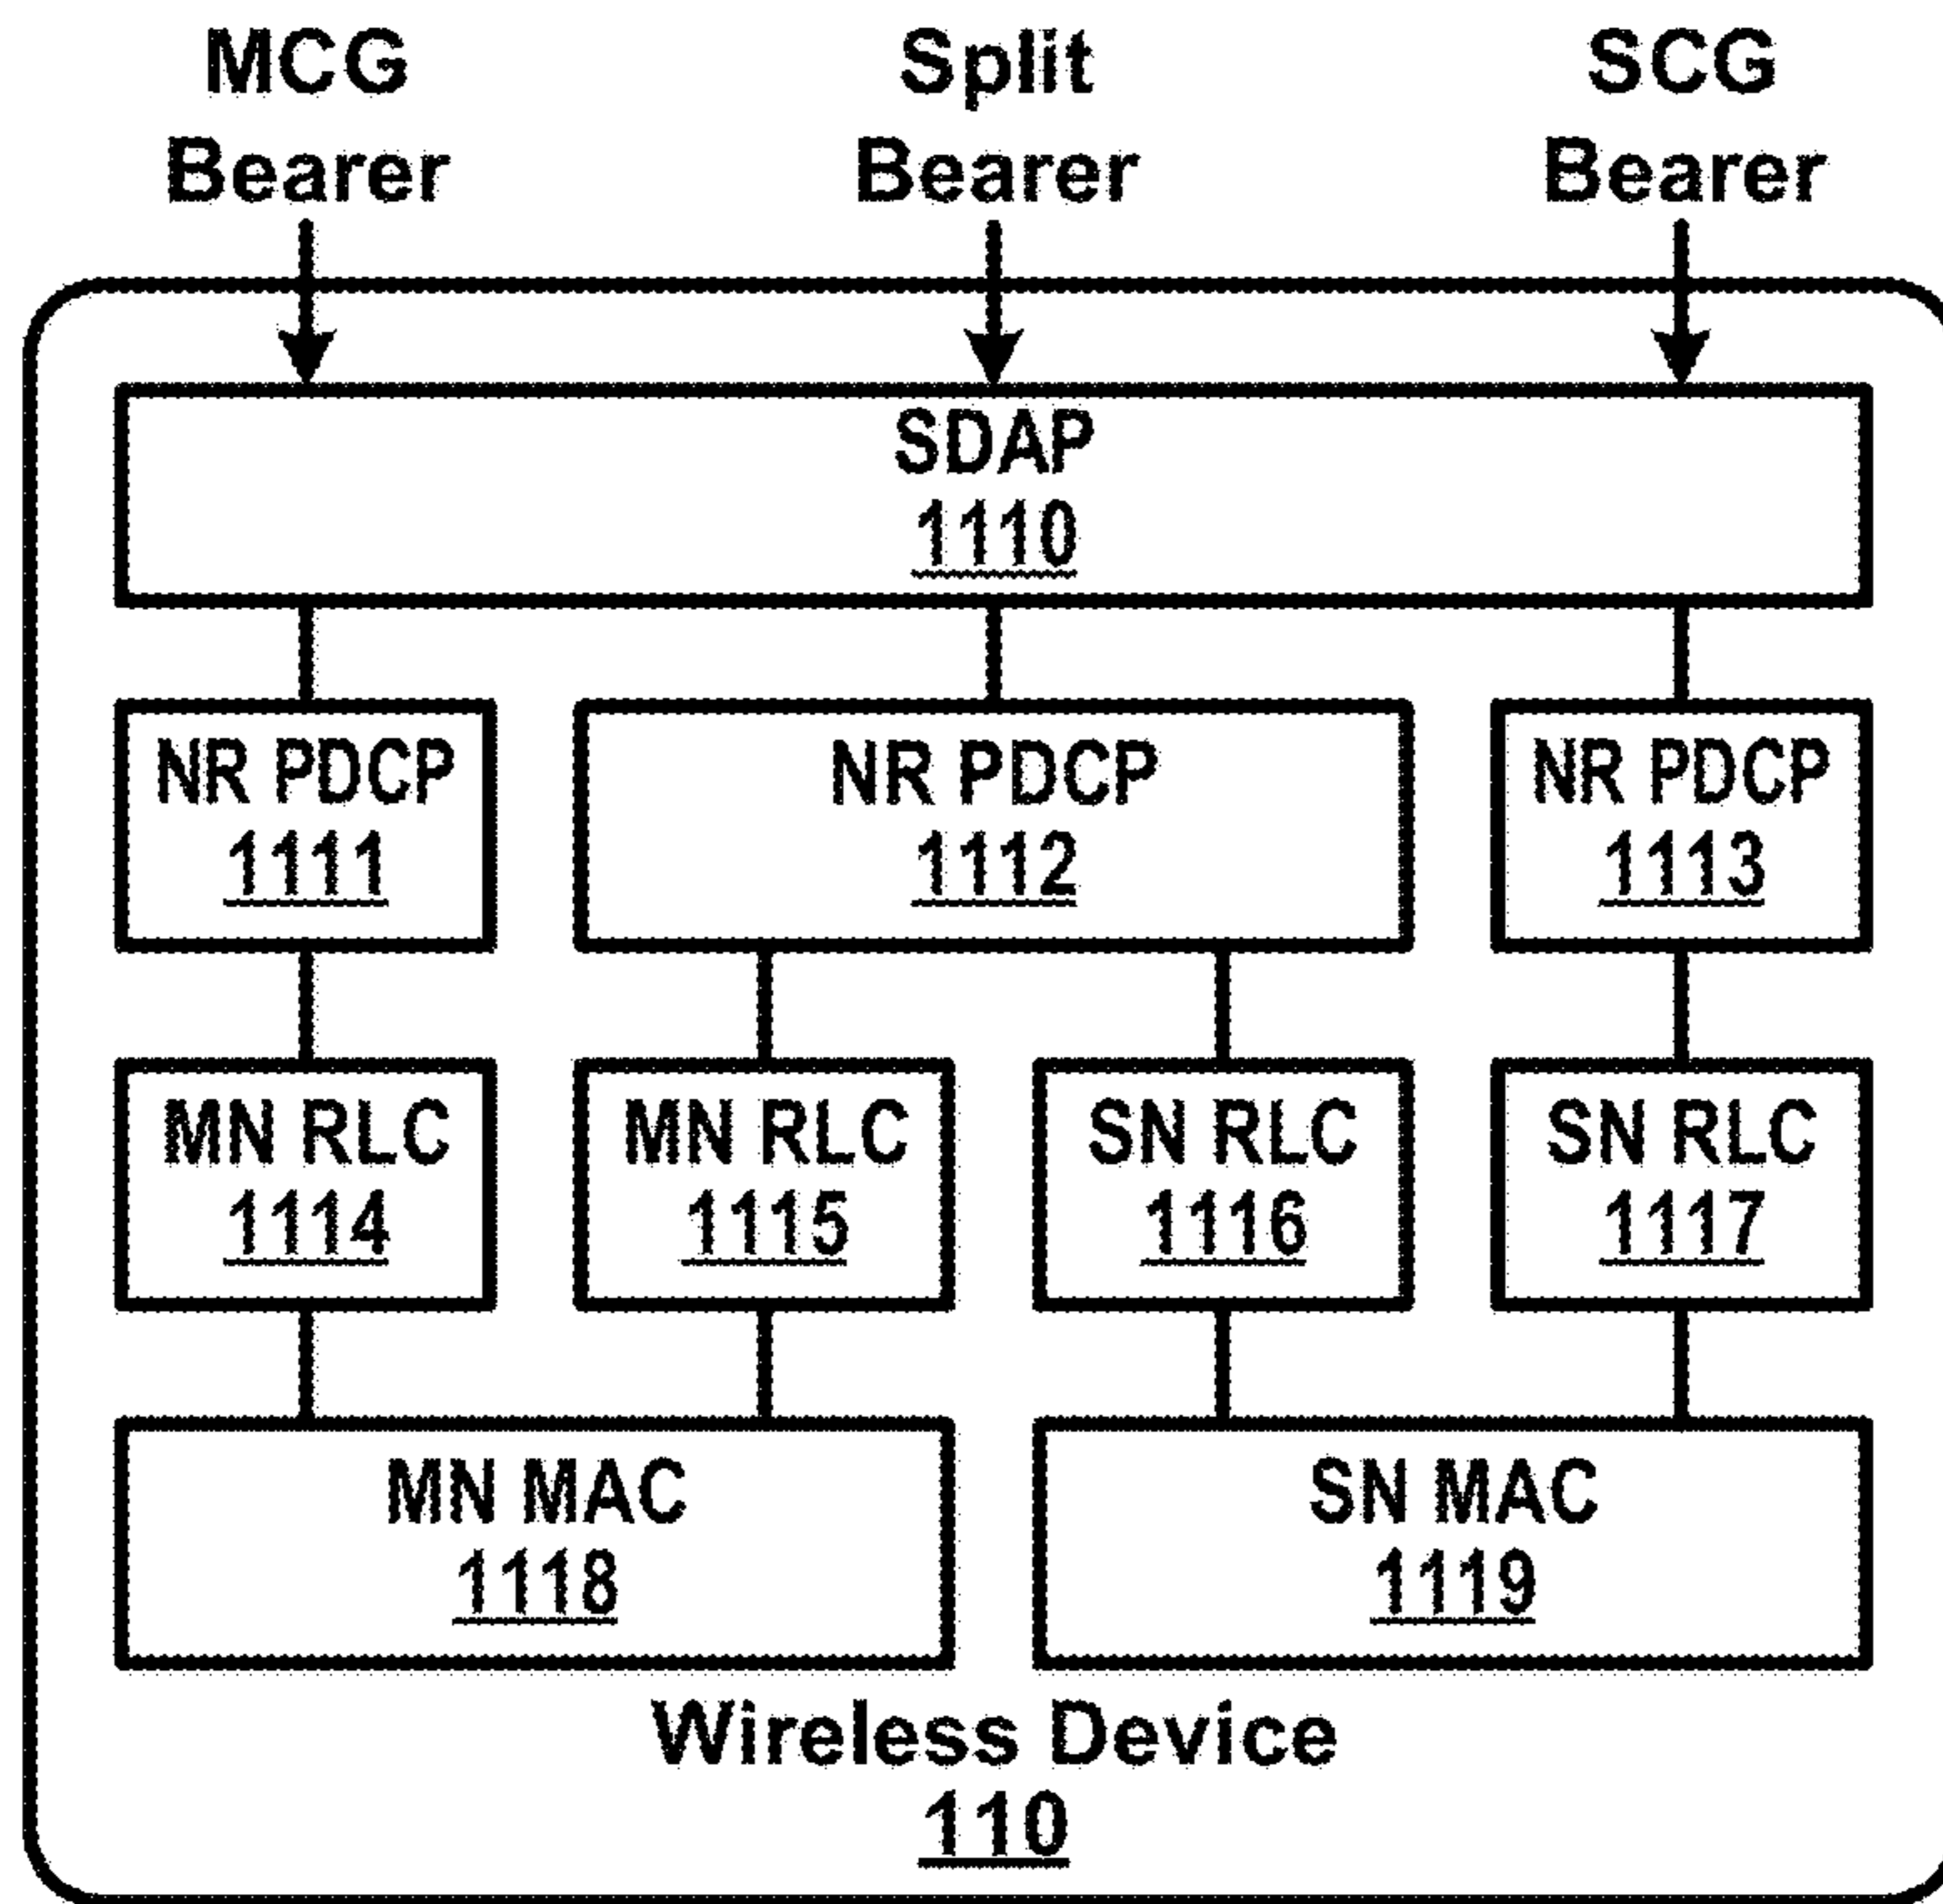 MCG
Bearer
Split
Bearer
SCG
Bearer
SDAP
1110
NR PDCP
1111
NR PDCP
1112
NR PDCP
1113
MN RLC
1114
MN RLC
1115
SN RLC
1116
SN RLC
1117
MN MAC
1118
SN MAC
1119
Wireless Device
110